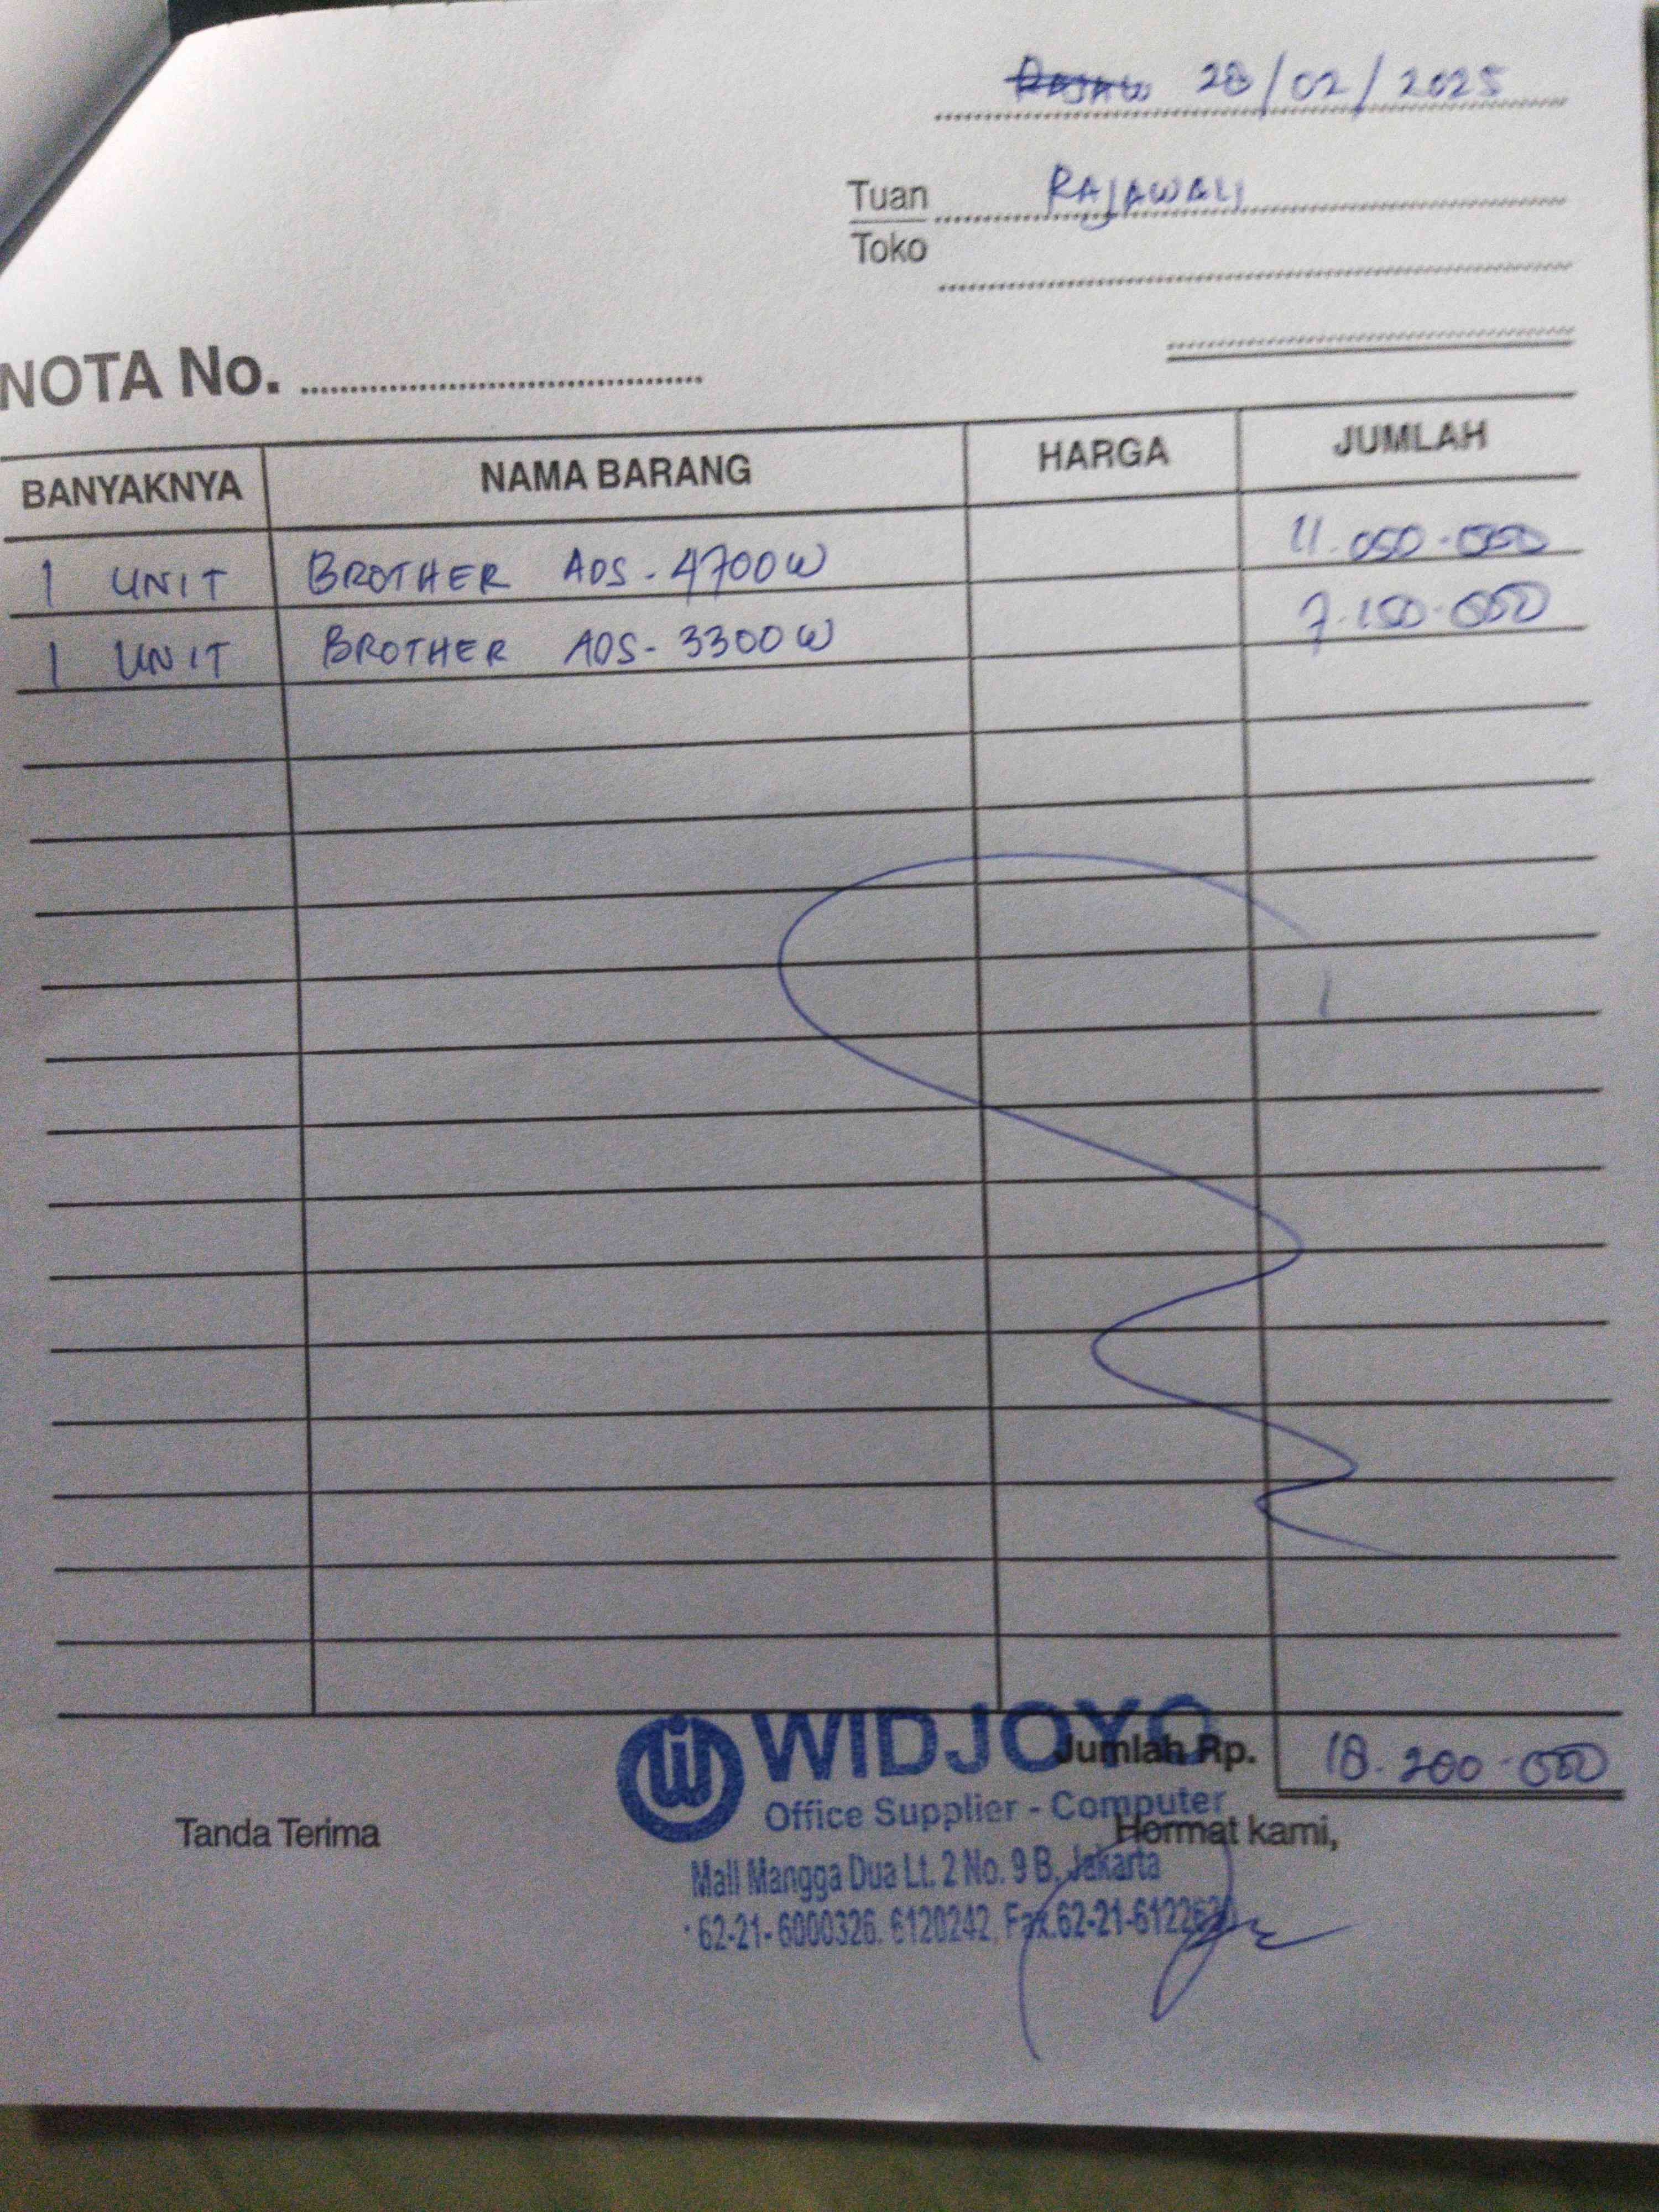 28/02/2025
Tuan RAJAWALI
Toko
NOTA No.
BANYAKNYA NAMA BARANG HARGA JUMLAH
1 UNIT BROTHER ADS-4700W 11.050.000
1 UNIT BROTHER ADS-3300W 7.150.000
WIDJOYO
Jumlah Rp. 18.200.000
Office Supplier - Computer
Tanda Terima Hormat kami,
Mall Mangga Dua Lt. 2 No. 9 B, Jakarta
62-21-6000326. 6120242, Fax.62-21-